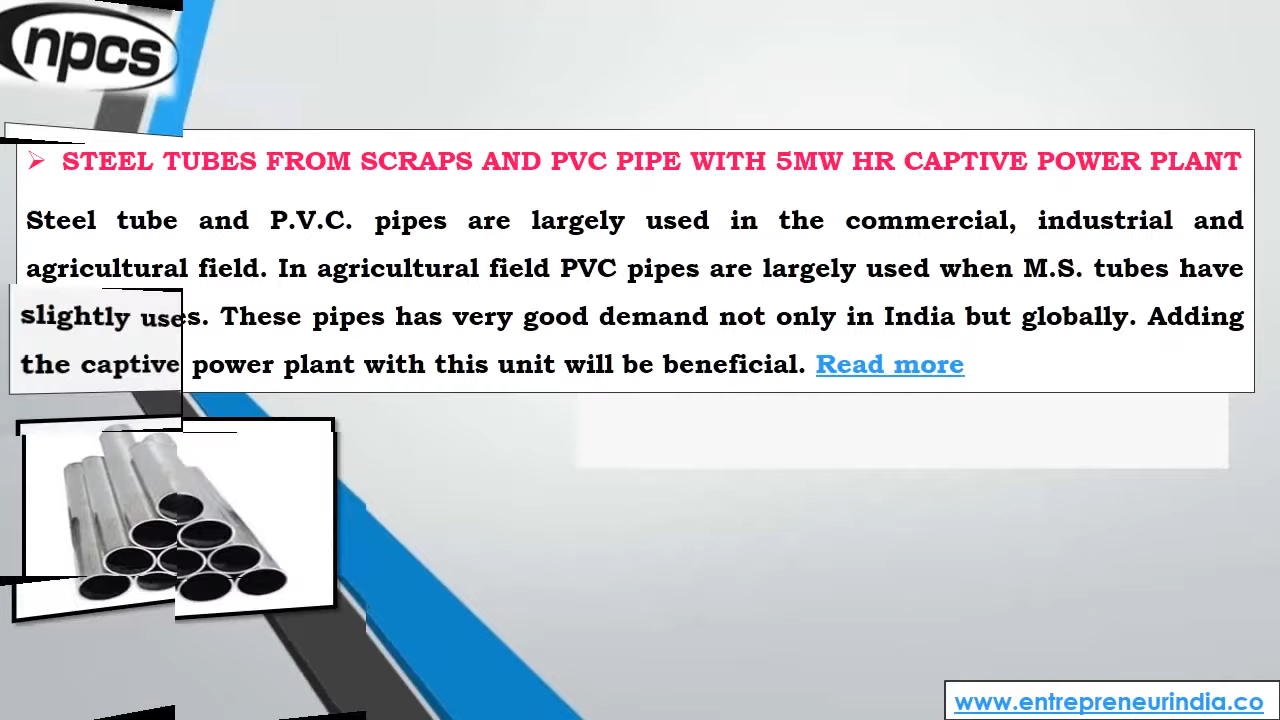 npcs
STEEL TUBES FROM SCRAPS AND PVC PIPE WITH 5MW HR CAPTIVE POWER PLANT
Steel tube and P.V.C. pipes are largely used in the commercial, industrial and
agricultural field. In agricultural field PVC pipes are largely used when M.S. tubes have
slightly uses. These pipes has very good demand not only in India but globally. Adding
the captive power plant with this unit will be beneficial. Read more
www.entrepreneurindia.co